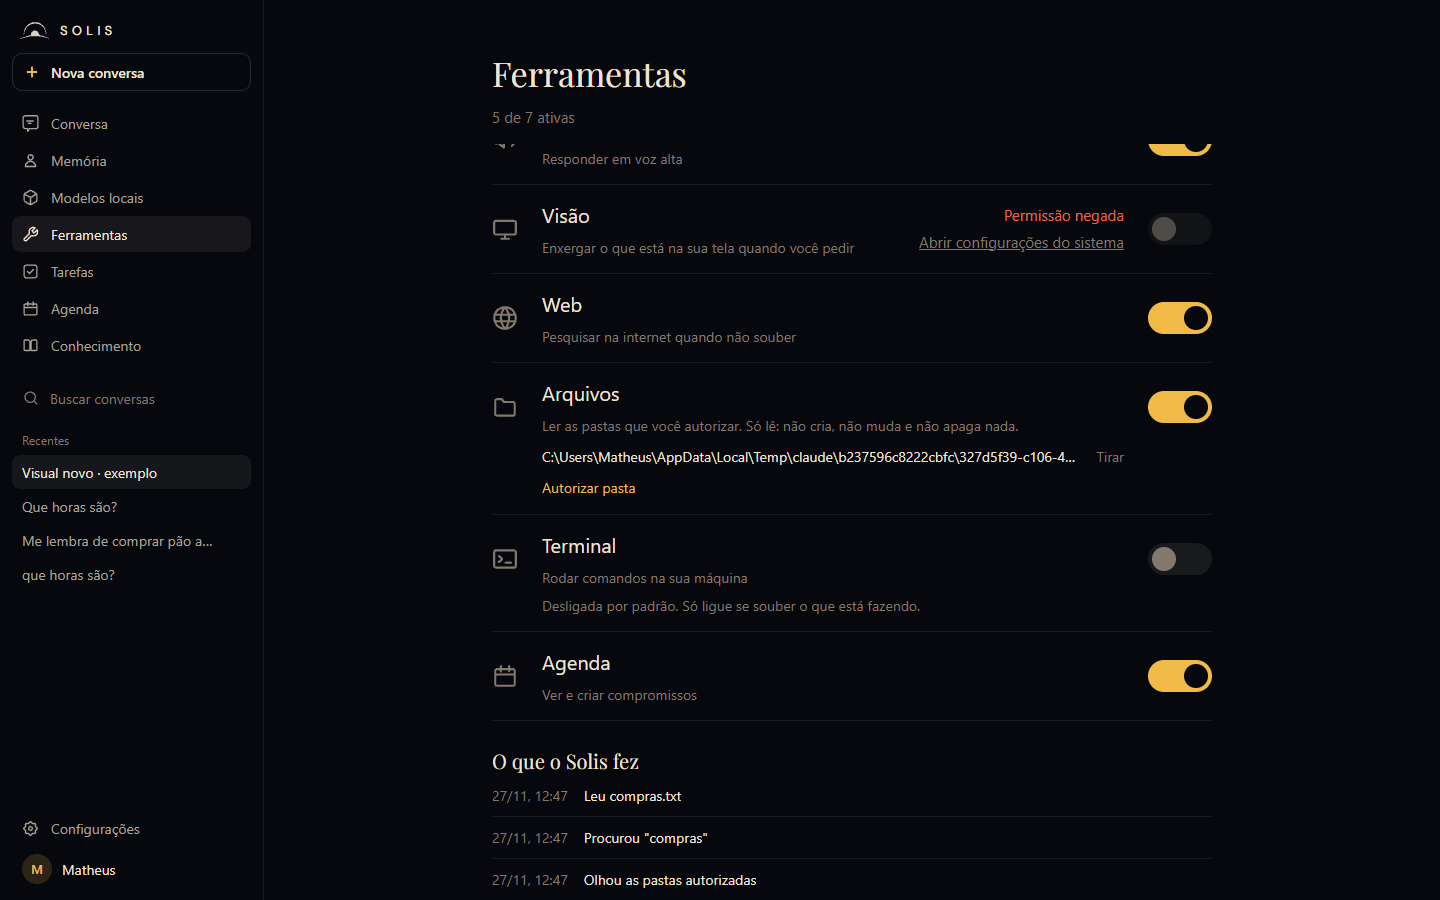 SOLIS
Nova conversa
Conversa
Memória
Modelos locais
Ferramentas
Tarefas
Agenda
Conhecimento
Buscar conversas
Recentes
Visual novo · exemplo
Que horas são?
Me lembra de comprar pão a...
que horas são?
Configurações
M Matheus
Ferramentas
5 de 7 ativas
Responder em voz alta
Visão
Permissão negada
Enxergar o que está na sua tela quando você pedir
Abrir configurações do sistema
Web
Pesquisar na internet quando não souber
Arquivos
Ler as pastas que você autorizar. Só lê: não cria, não muda e não apaga nada.
C:\Users\Matheus\AppData\Local\Temp\claude\b237596c8222cbfc\327d5f39-c106-4... Tirar
Autorizar pasta
Terminal
Rodar comandos na sua máquina
Desligada por padrão. Só ligue se souber o que está fazendo.
Agenda
Ver e criar compromissos
O que o Solis fez
27/11, 12:47 Leu compras.txt
27/11, 12:47 Procurou "compras"
27/11, 12:47 Olhou as pastas autorizadas